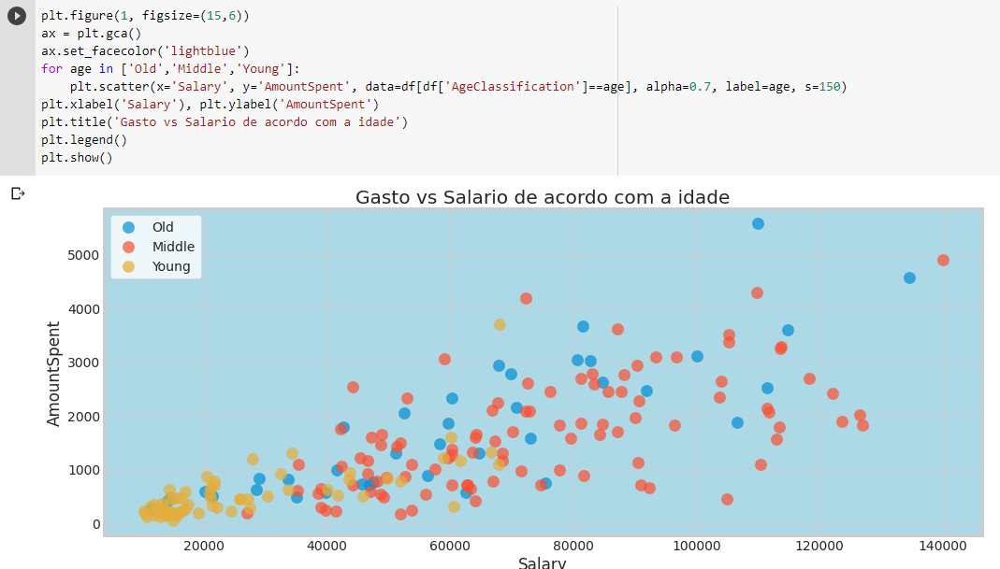 plt.figure(1, figsize=(15,6))
ax = plt.gca()
ax.set_facecolor('lightblue')
for age in ['Old','Middle','Young']:
    plt.scatter(x='Salary', y='AmountSpent', data=df[df['AgeClassification']==age], alpha=0.7, label=age, s=150)
plt.xlabel('Salary'), plt.ylabel('AmountSpent')
plt.title('Gasto vs Salario de acordo com a idade')
plt.legend()
plt.show()
Gasto vs Salario de acordo com a idade
Old
Middle
Young
AmountSpent
5000
4000
3000
2000
1000
0
20000 40000 60000 80000 100000 120000 140000
Salary